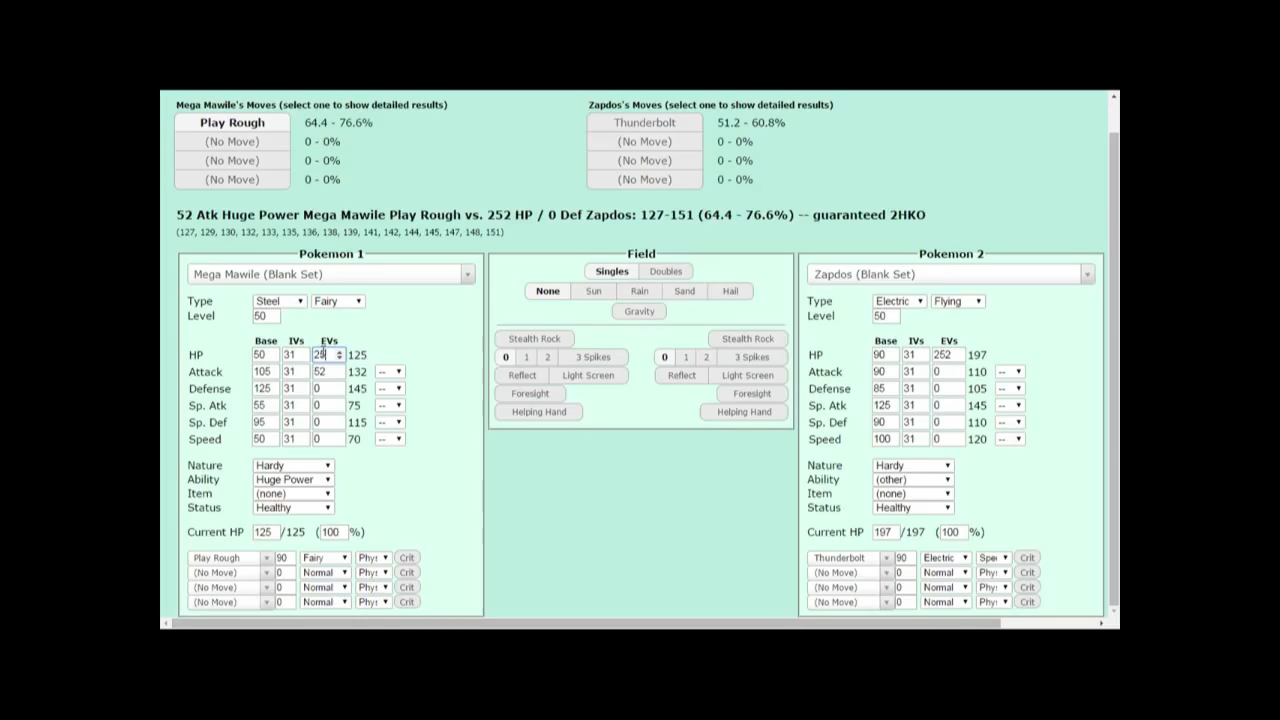 Mega Mawile's Moves (select one to show detailed results)
Zapdos's Moves (select one to show detailed results)
Play Rough 64.4 - 76.6%
Thunderbolt 51.2 - 60.8%
(No Move) 0 - 0%
(No Move) 0 - 0%
(No Move) 0 - 0%
(No Move) 0 - 0%
(No Move) 0 - 0%
(No Move) 0 - 0%
52 Atk Huge Power Mega Mawile Play Rough vs. 252 HP / 0 Def Zapdos: 127-151 (64.4 - 76.6%) -- guaranteed 2HKO
(127, 129, 130, 132, 133, 135, 136, 138, 139, 141, 142, 144, 145, 147, 148, 151)
Pokemon 1
Mega Mawile (Blank Set)
Type Steel Fairy
Level 50
Base IVs EVs
HP 50 31 125
Attack 105 31 52 132 --
Defense 125 31 0 145 --
Sp. Atk 55 31 0 75 --
Sp. Def 95 31 0 115 --
Speed 50 31 0 70 --
Nature Hardy
Ability Huge Power
Item (none)
Status Healthy
Current HP 125 /125 (100 %)
Play Rough 90 Fairy Phy: Crit
(No Move) 0 Normal Phy: Crit
(No Move) 0 Normal Phy: Crit
(No Move) 0 Normal Phy: Crit
Field
Singles Doubles
None Sun Rain Sand Hail
Gravity
Stealth Rock Stealth Rock
0 1 2 3 Spikes 0 1 2 3 Spikes
Reflect Light Screen Reflect Light Screen
Foresight Foresight
Helping Hand Helping Hand
Pokemon 2
Zapdos (Blank Set)
Type Electric Flying
Level 50
Base IVs EVs
HP 90 31 252 197
Attack 90 31 0 110 --
Defense 85 31 0 105 --
Sp. Atk 125 31 0 145 --
Sp. Def 90 31 0 110 --
Speed 100 31 0 120 --
Nature Hardy
Ability (other)
Item (none)
Status Healthy
Current HP 197 /197 (100 %)
Thunderbolt 90 Electric Spe Crit
(No Move) 0 Normal Phy: Crit
(No Move) 0 Normal Phy: Crit
(No Move) 0 Normal Phy: Crit